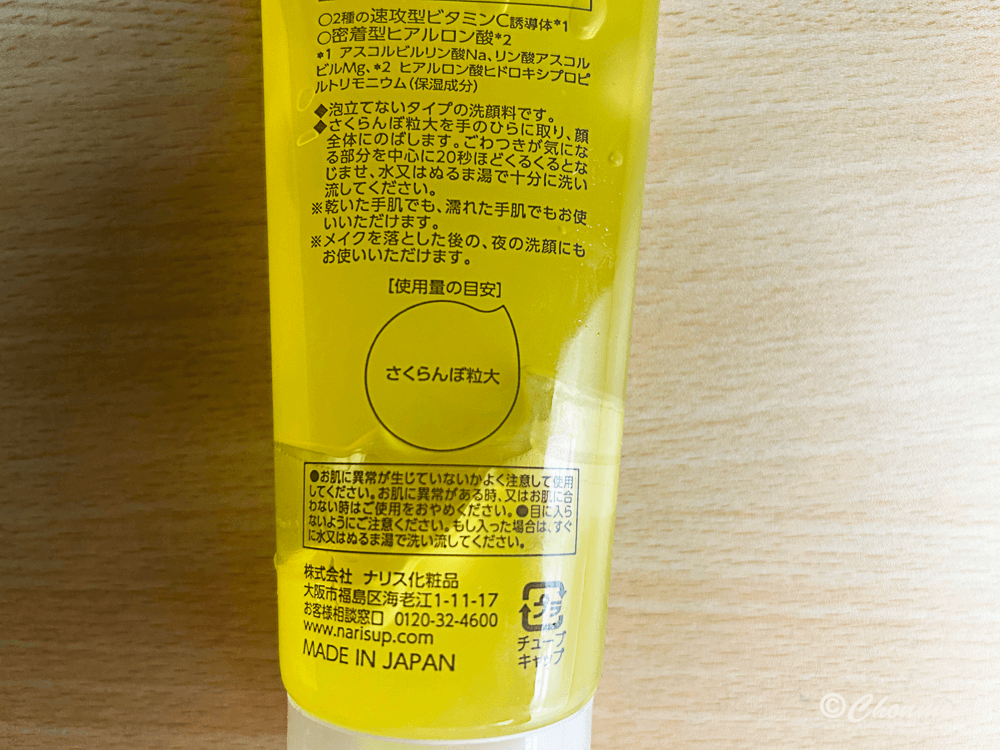 ○2種の速攻型ビタミンC誘導体*1
○密着型ヒアルロン酸*2
*1 アスコルビルリン酸Na、リン酸アスコル
ビルMg、*2 ヒアルロン酸ヒドロキシプロピ
ルトリモニウム(保湿成分)
◆泡立てないタイプの洗顔料です。
◆さくらんぼ粒大を手のひらに取り、顔
全体にのばします。ごわつきが気にな
る部分を中心に20秒ほどくるくるとな
じませ、水又はぬるま湯で十分に洗い
流してください。
※乾いた手肌でも、濡れた手肌でもお使
いいただけます。
※メイクを落とした後の、夜の洗顔にも
お使いいただけます。
[使用量の目安]
さくらんぼ粒大
●お肌に異常が生じていないかよく注意して使用
してください。お肌に異常がある時、又はお肌に合
わない時はご使用をおやめください。●目に入ら
ないようにご注意ください。もし入った場合は、すぐ
に水又はぬるま湯で洗い流してください。
株式会社 ナリス化粧品
大阪市福島区海老江1-11-17
お客様相談窓口 0120-32-4600
www.narisup.com
MADE IN JAPAN
プラ
チューブ
キャップ